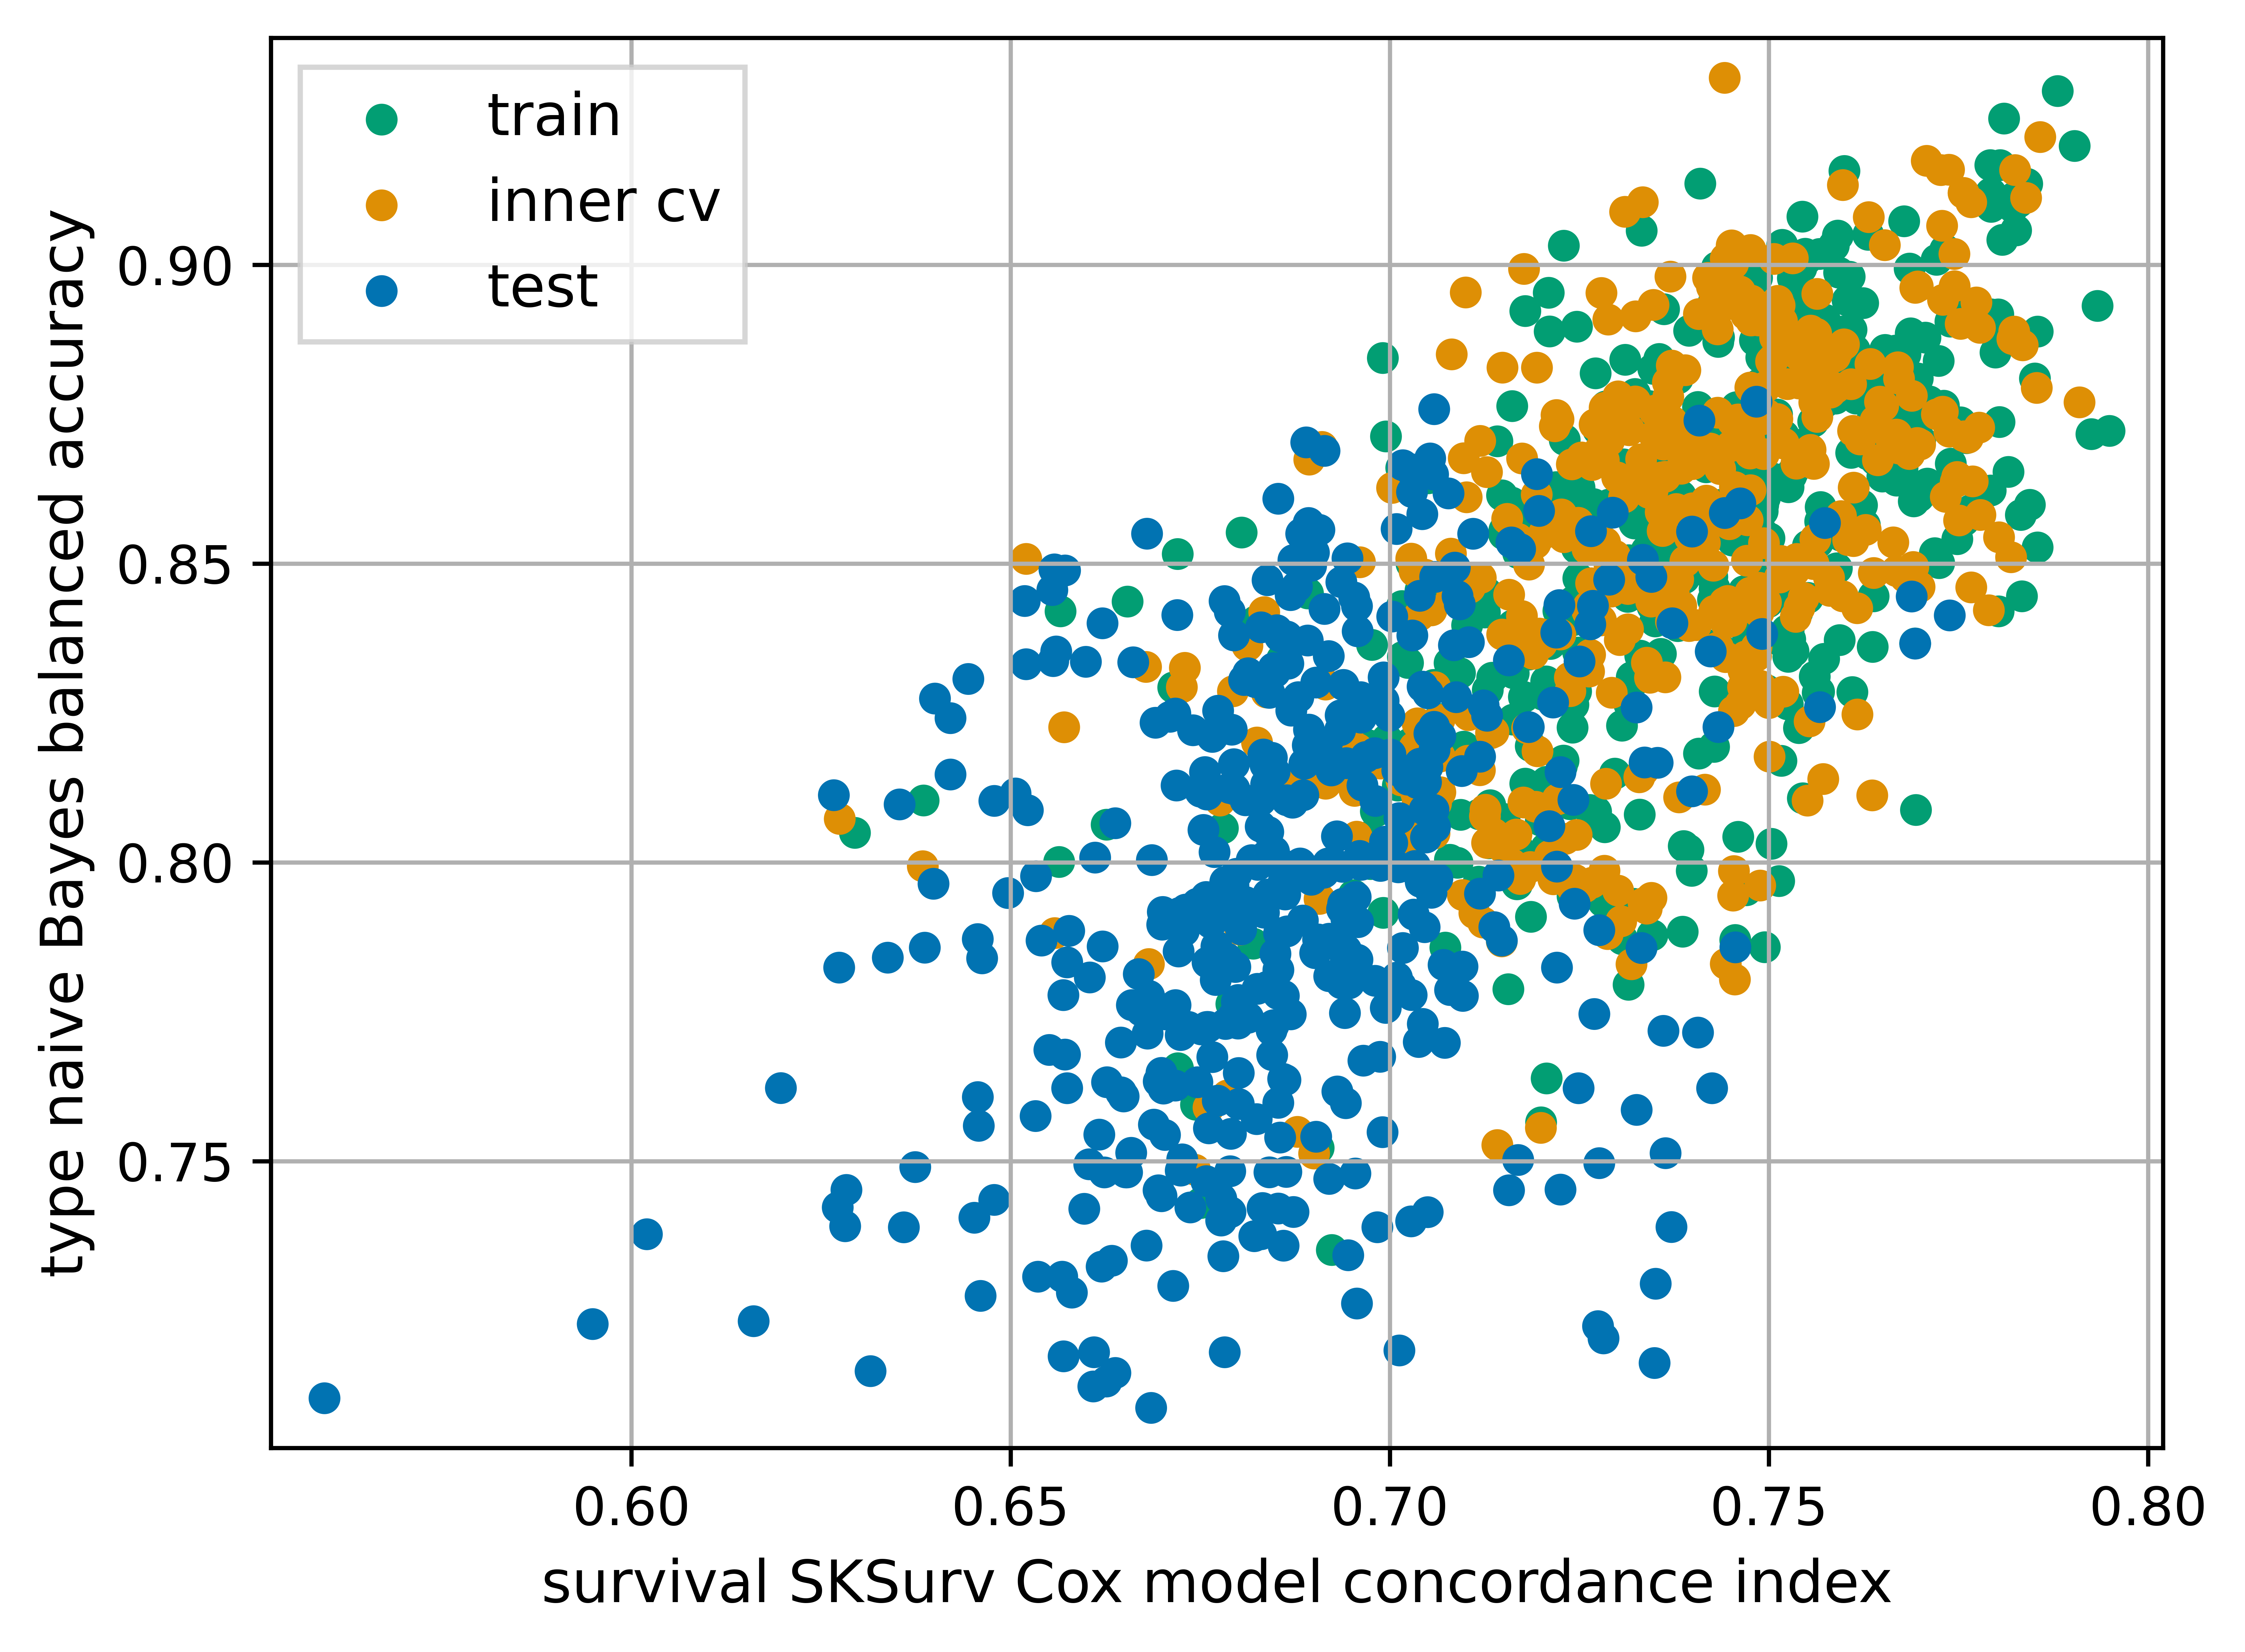 train
inner cv
test
0.90
0.85
0.80
0.75
type naive Bayes balanced accuracy
0.60
0.65
0.70
0.75
0.80
survival SKSurv Cox model concordance index